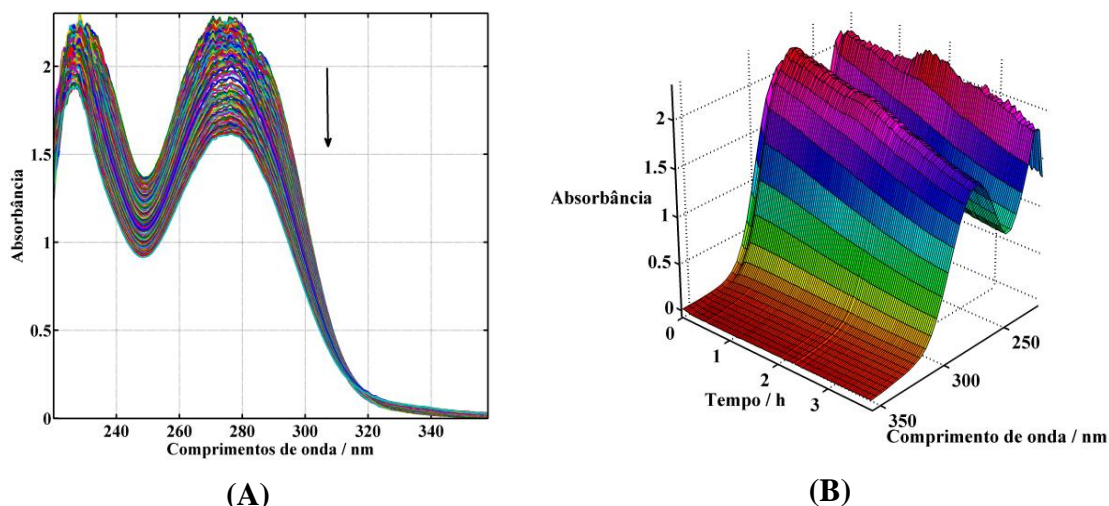 2
1.5
1
0.5
0
Absorbância
240 260 280 300 320 340
Comprimentos de onda / nm
(A)
2
1.5
1
0.5
0
Absorbância
0
1
2
3
Tempo / h
250
300
350
Comprimento de onda / nm
(B)